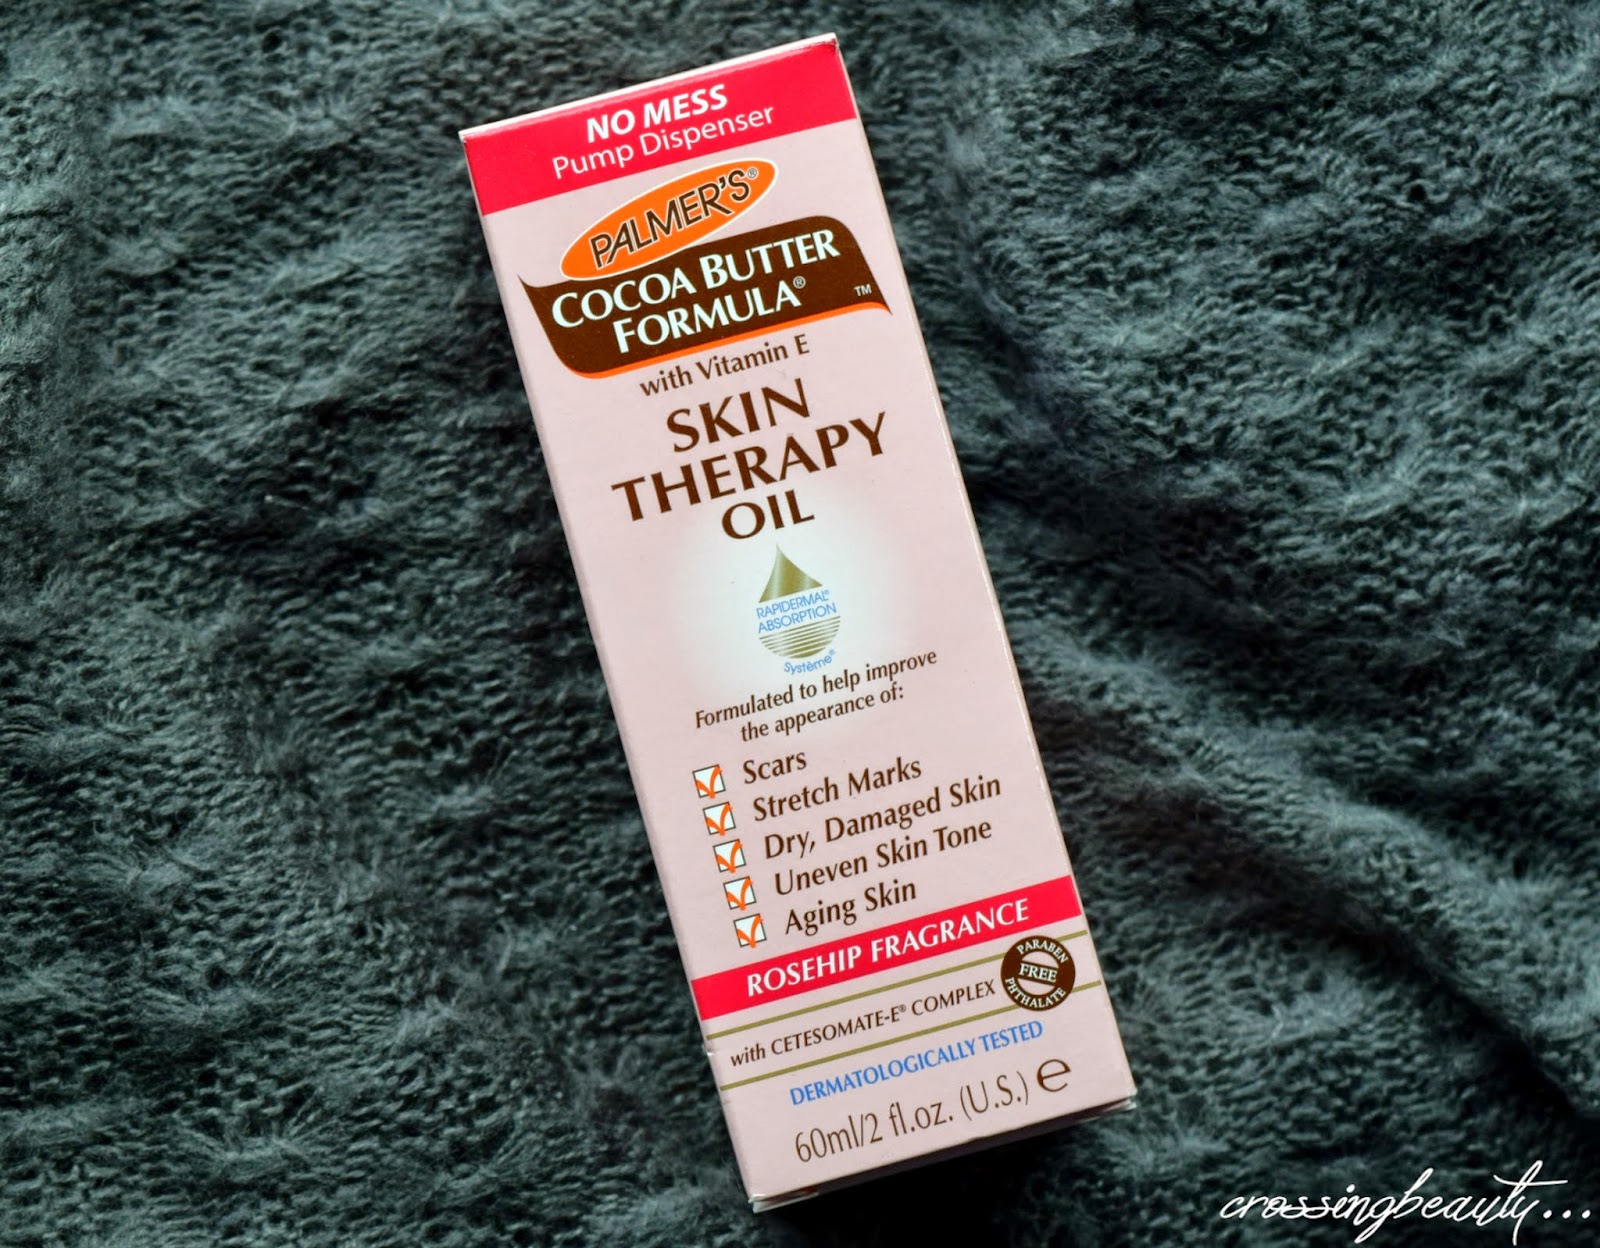 NO MESS
Pump Dispenser
PALMER'S®
COCOA BUTTER
FORMULA® ™
with Vitamin E
SKIN
THERAPY
OIL
RAPIDERMAL®
ABSORPTION
Système®
Formulated to help improve
the appearance of:
Scars
Stretch Marks
Dry, Damaged Skin
Uneven Skin Tone
Aging Skin
ROSEHIP FRAGRANCE
PARABEN
FREE
PHTHALATE
with CETESOMATE-E® COMPLEX
DERMATOLOGICALLY TESTED
60ml/2 fl.oz. (U.S.) ℮
crossingbeauty...